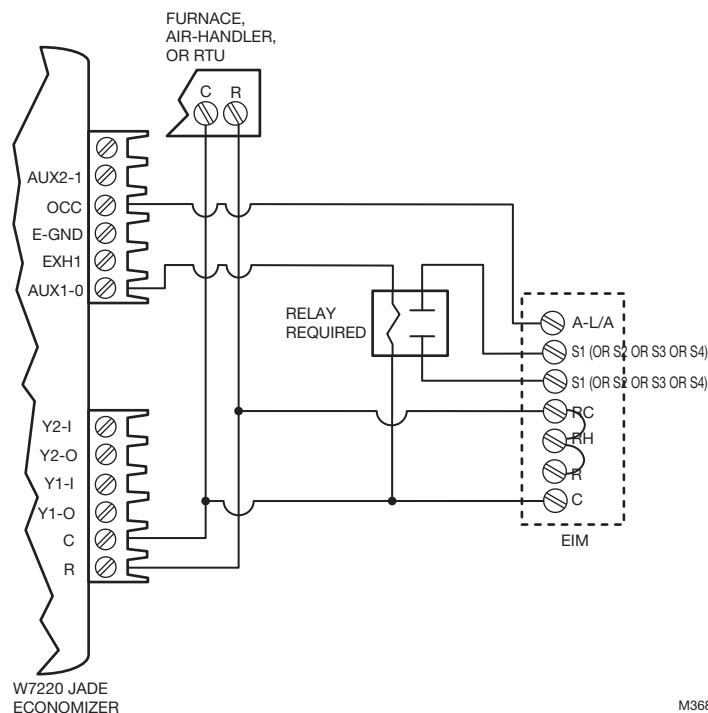 FURNACE,
AIR-HANDLER,
OR RTU
C R
AUX2-1
OCC
E-GND
EXH1
AUX1-0
RELAY
REQUIRED
A-L/A
S1 (OR S2 OR S3 OR S4)
S1 (OR S2 OR S3 OR S4)
RC
RH
R
C
EIM
Y2-I
Y2-O
Y1-I
Y1-O
C
R
W7220 JADE
ECONOMIZER
M368